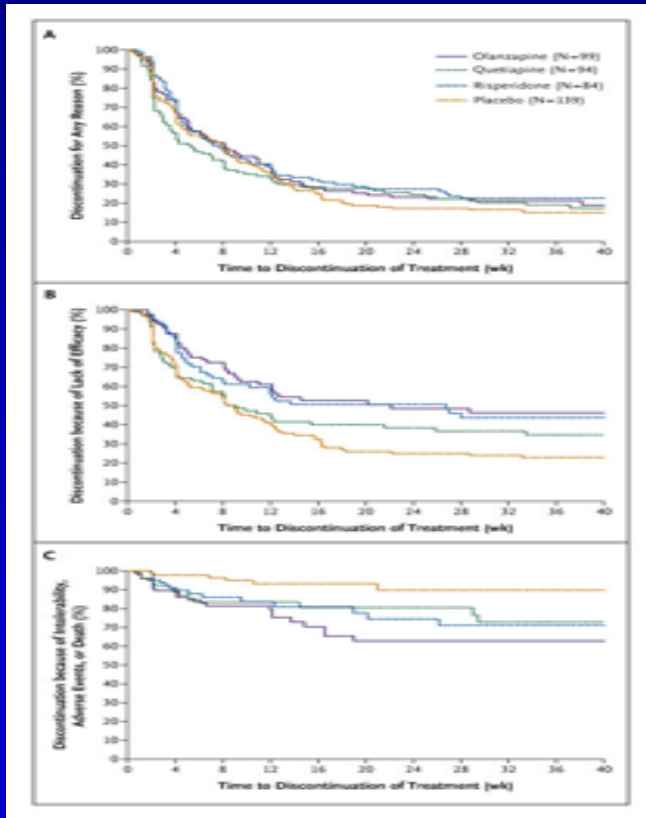 A
Discontinuation for Any Reason (%)
100
90
80
70
60
50
40
30
20
10
0
Olanzapine (N=99)
Quetiapine (N=94)
Risperidone (N=84)
Placebo (N=139)
0 4 8 12 16 20 24 28 32 36 40
Time to Discontinuation of Treatment (wk)
B
Discontinuation because of Lack of Efficacy (%)
100
90
80
70
60
50
40
30
20
10
0
0 4 8 12 16 20 24 28 32 36 40
Time to Discontinuation of Treatment (wk)
C
Discontinuation because of Intolerability,
Adverse Events, or Death (%)
100
90
80
70
60
50
40
30
20
10
0
0 4 8 12 16 20 24 28 32 36 40
Time to Discontinuation of Treatment (wk)